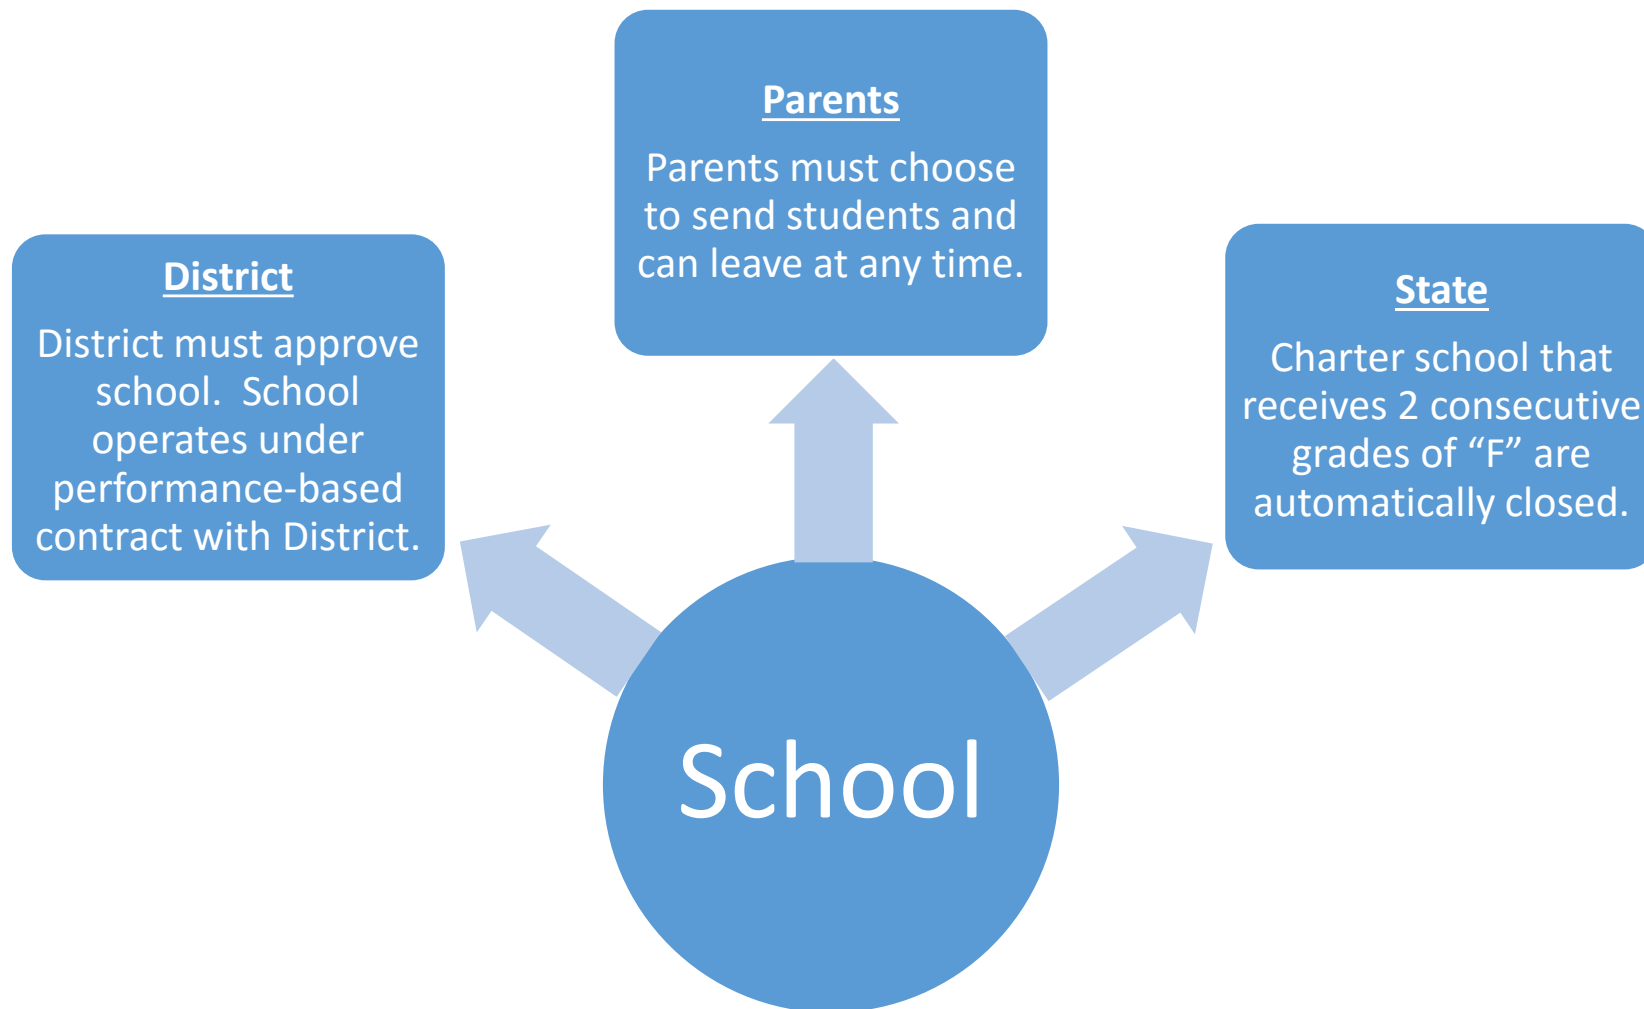 Parents
Parents must choose
to send students and
can leave at any time.
District
District must approve
school.  School
operates under
performance-based
contract with District.
State
Charter school that
receives 2 consecutive
grades of “F” are
automatically closed.
School